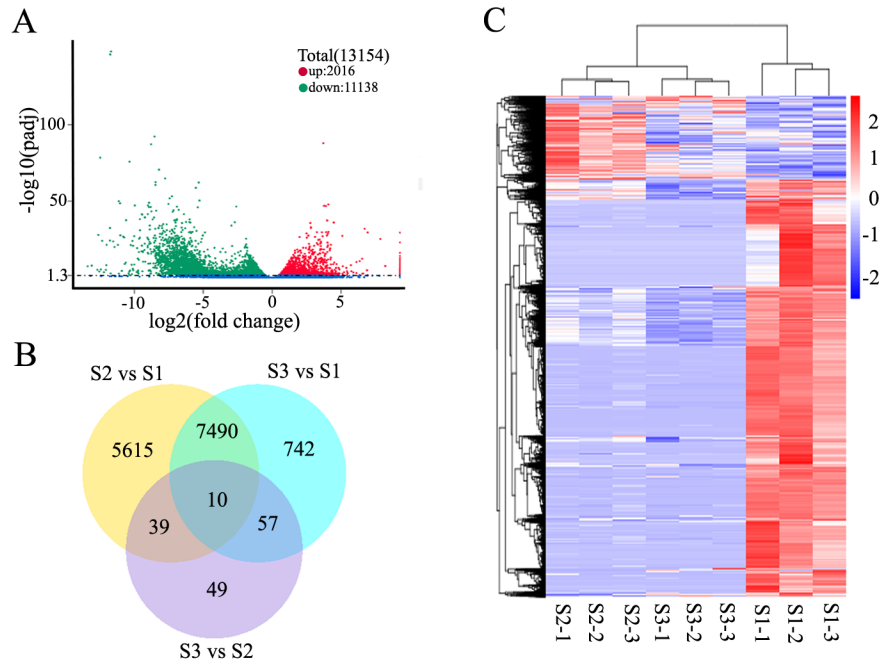 A
Total(13154)
up:2016
down:11138
-log10(padj)
100
50
1.3
-10
-5
0
5
log2(fold change)
B
S2 vs S1
S3 vs S1
5615
7490
742
10
39
57
49
S3 vs S2
C
2
1
0
-1
-2
S2-1
S2-2
S2-3
S3-1
S3-2
S3-3
S1-1
S1-2
S1-3